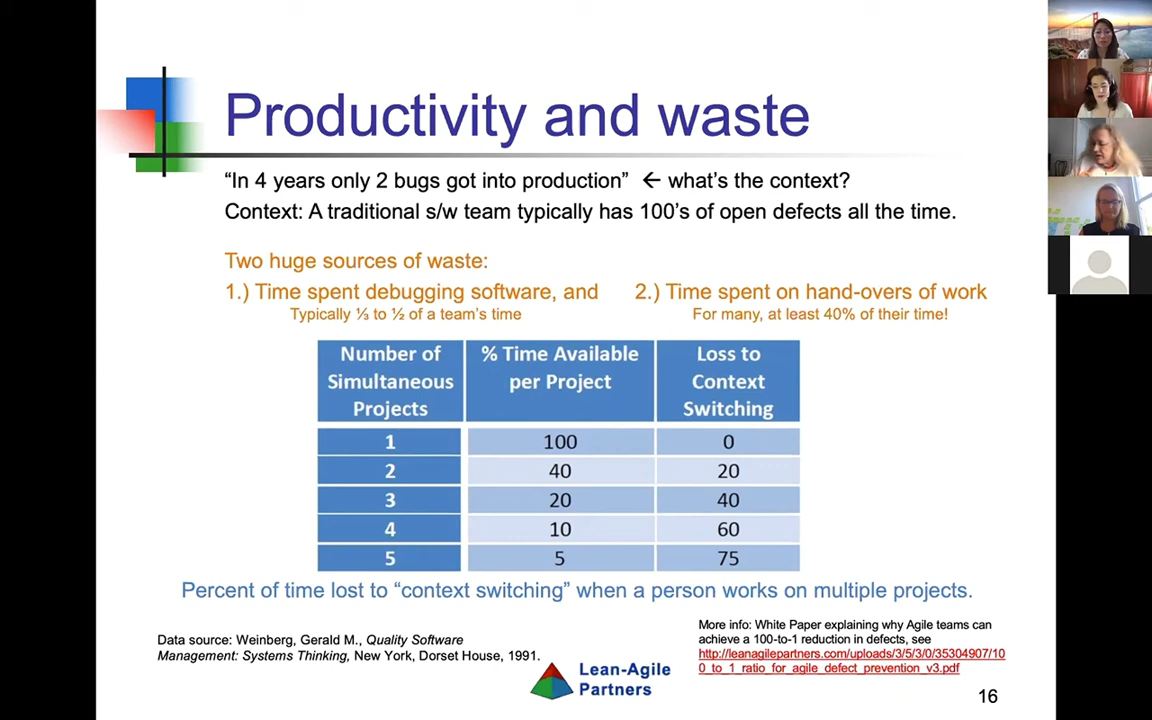 Productivity and waste
“In 4 years only 2 bugs got into production” ← what’s the context?
Context: A traditional s/w team typically has 100’s of open defects all the time.
Two huge sources of waste:
1.) Time spent debugging software, and
Typically ⅓ to ½ of a team’s time
2.) Time spent on hand-overs of work
For many, at least 40% of their time!
Number of Simultaneous Projects % Time Available per Project Loss to Context Switching
1 100 0
2 40 20
3 20 40
4 10 60
5 5 75
Percent of time lost to “context switching” when a person works on multiple projects.
Data source: Weinberg, Gerald M., Quality Software
Management: Systems Thinking, New York, Dorset House, 1991.
Lean-Agile
Partners
More info: White Paper explaining why Agile teams can
achieve a 100-to-1 reduction in defects, see
http://leanagilepartners.com/uploads/3/5/3/0/35304907/10
0_to_1_ratio_for_agile_defect_prevention_v3.pdf
16